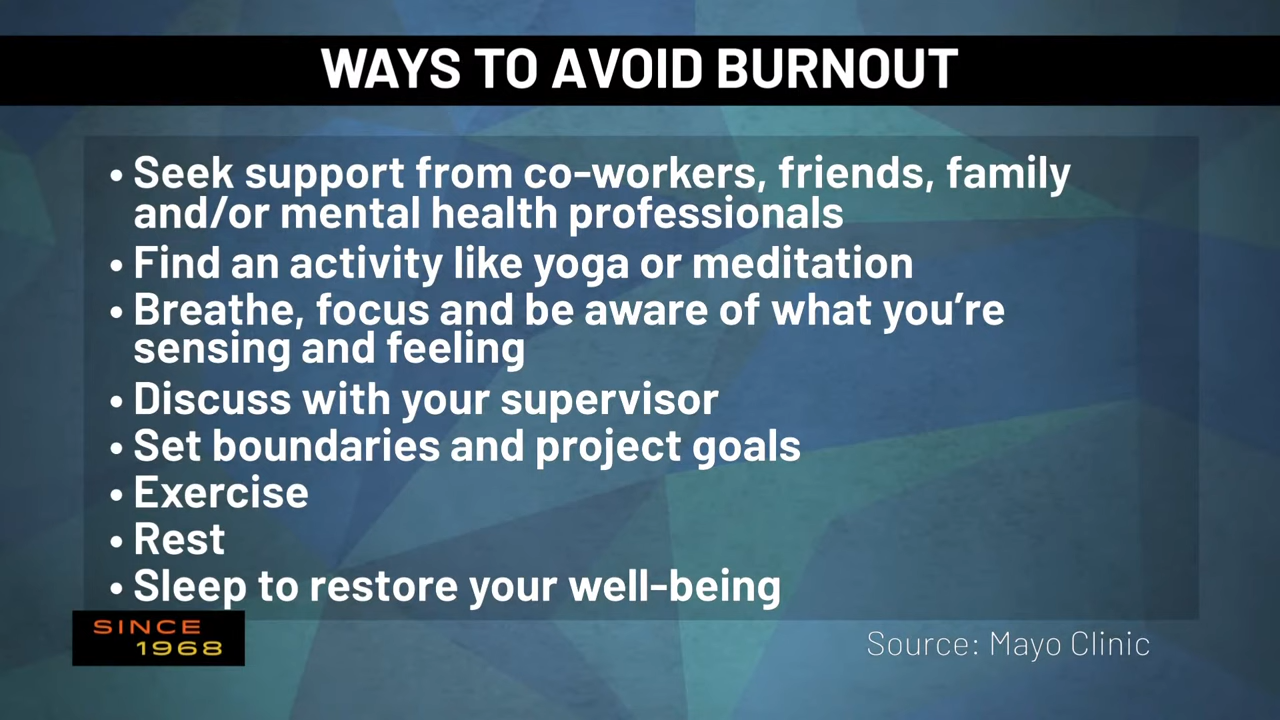 WAYS TO AVOID BURNOUT
• Seek support from co-workers, friends, family
and/or mental health professionals
• Find an activity like yoga or meditation
• Breathe, focus and be aware of what you're
sensing and feeling
• Discuss with your supervisor
• Set boundaries and project goals
• Exercise
• Rest
• Sleep to restore your well-being
SINCE
1968
Source: Mayo Clinic